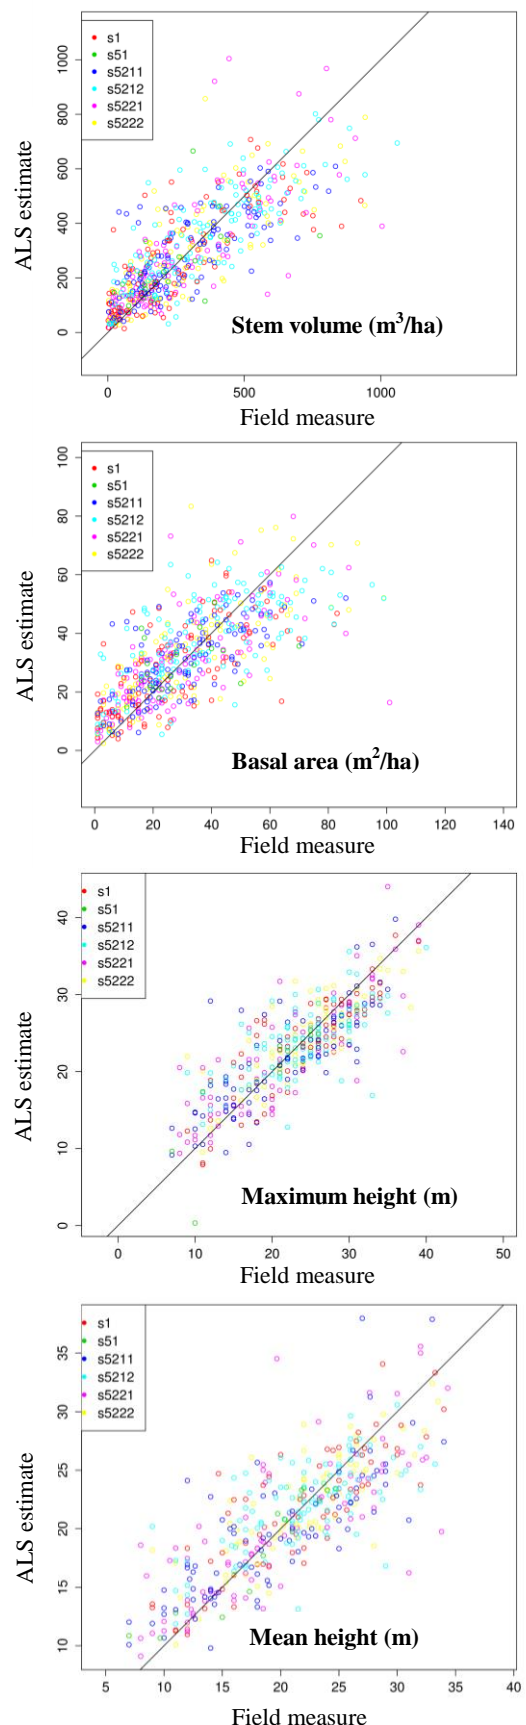 s1
s51
s5211
s5212
s5221
s5222
ALS estimate
0 200 400 600 800 1000
Stem volume (m³/ha)
0 500 1000
Field measure
s1
s51
s5211
s5212
s5221
s5222
ALS estimate
0 20 40 60 80 100
Basal area (m²/ha)
0 20 40 60 80 100 120 140
Field measure
s1
s51
s5211
s5212
s5221
s5222
ALS estimate
0 10 20 30 40
Maximum height (m)
0 10 20 30 40 50
Field measure
s1
s51
s5211
s5212
s5221
s5222
ALS estimate
10 15 20 25 30 35
Mean height (m)
5 10 15 20 25 30 35 40
Field measure